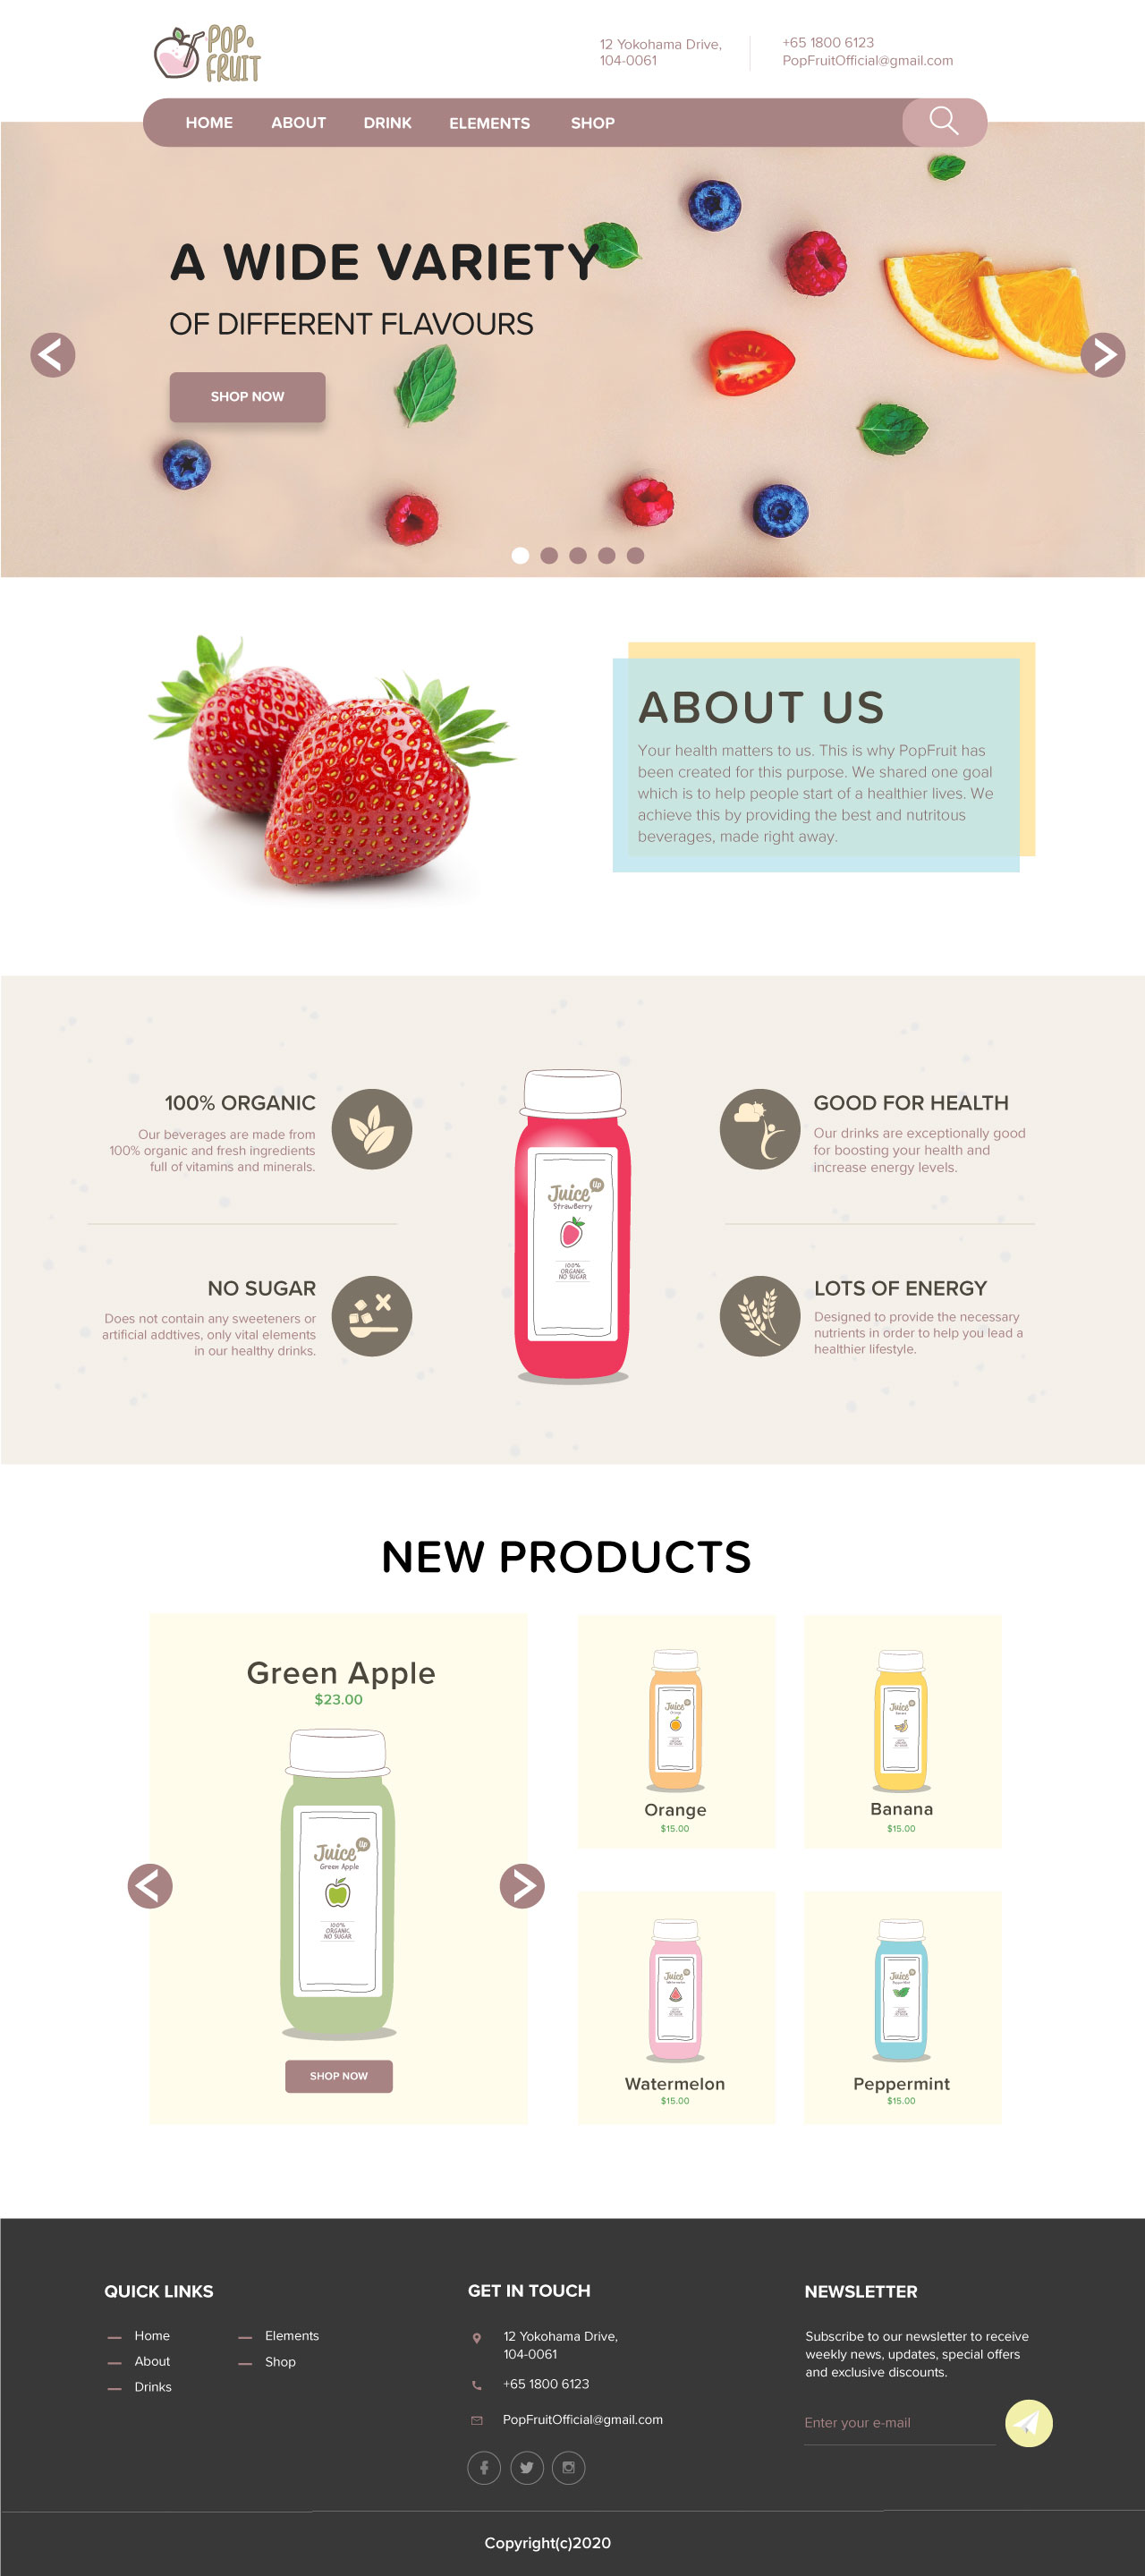 POP
FRUIT
12 Yokohama Drive,
104-0061
+65 1800 6123
PopFruitOfficial@gmail.com
HOME ABOUT DRINK ELEMENTS SHOP
A WIDE VARIETY
OF DIFFERENT FLAVOURS
SHOP NOW
ABOUT US
Your health matters to us. This is why PopFruit has
been created for this purpose. We shared one goal
which is to help people start of a healthier lives. We
achieve this by providing the best and nutritous
beverages, made right away.
100% ORGANIC
Our beverages are made from
100% organic and fresh ingredients
full of vitamins and minerals.
NO SUGAR
Does not contain any sweeteners or
artificial addtives, only vital elements
in our healthy drinks.
Juice Up
StrawBerry
100%
ORGANIC
NO SUGAR
GOOD FOR HEALTH
Our drinks are exceptionally good
for boosting your health and
increase energy levels.
LOTS OF ENERGY
Designed to provide the necessary
nutrients in order to help you lead a
healthier lifestyle.
NEW PRODUCTS
Green Apple
$23.00
Juice Up
Green Apple
100%
ORGANIC
NO SUGAR
SHOP NOW
Juice
Orange
Orange
$15.00
Juice
Banana
$15.00
Juice
Watermelon
$15.00
Juice
Peppermint
$15.00
QUICK LINKS
Home
About
Drinks
Elements
Shop
GET IN TOUCH
12 Yokohama Drive,
104-0061
+65 1800 6123
PopFruitOfficial@gmail.com
NEWSLETTER
Subscribe to our newsletter to receive
weekly news, updates, special offers
and exclusive discounts.
Enter your e-mail
Copyright(c)2020